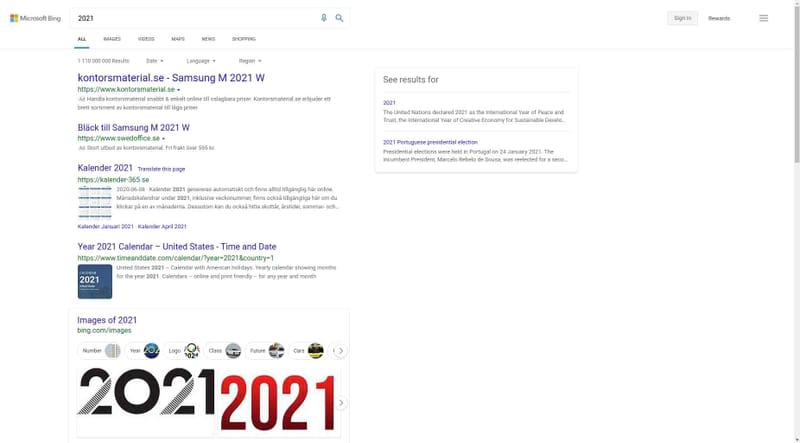 Microsoft Bing
2021
Sign in
Rewards
ALL
IMAGES
VIDEOS
MAPS
NEWS
SHOPPING
1 110 000 000 Results
Date
Language
Region
kontorsmaterial.se - Samsung M 2021 W
https://www.kontorsmaterial.se
Ad Handla kontorsmaterial snabbt & enkelt online till oslagbara priser. Kontorsmaterial.se erbjuder ett
brett sortiment av kontorsmaterial till låga priser.
Bläck till Samsung M 2021 W
https://www.swedoffice.se
Ad Stort utbud av kontorsmaterial. Fri frakt över 595 kr.
Kalender 2021 Translate this page
https://kalender-365.se
2020-06-08 · Kalender 2021 genereras automatiskt och finns alltid tillgänglig här online.
Månadskalendrar under 2021, inklusive veckonummer, finns också tillgängliga här om du
klickar på en av månaderna. Dessutom kan du också hitta skottår, årstider, sommar- och...
Kalender Januari 2021 · Kalender April 2021
Year 2021 Calendar – United States - Time and Date
https://www.timeanddate.com/calendar/?year=2021&country=1
CALENDAR
2021
United States 2021 – Calendar with American holidays. Yearly calendar showing months
for the year 2021. Calendars – online and print friendly – for any year and month
Images of 2021
bing.com/images
Number
Year
Logo
Class
Future
Cars
2021
2021
See results for
2021
The United Nations declared 2021 as the International Year of Peace and
Trust, the International Year of Creative Economy for Sustainable Develo...
2021 Portuguese presidential election
Presidential elections were held in Portugal on 24 January 2021. The
incumbent President, Marcelo Rebelo de Sousa, was reelected for a seco...